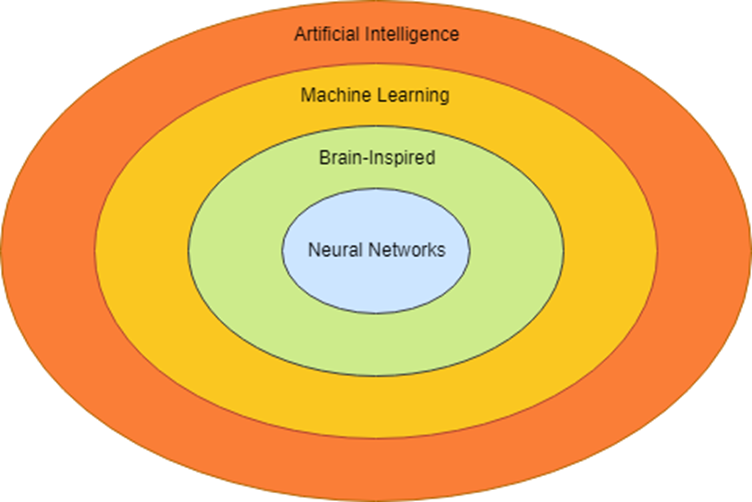 Artificial Intelligence
Machine Learning
Brain-Inspired
Neural Networks